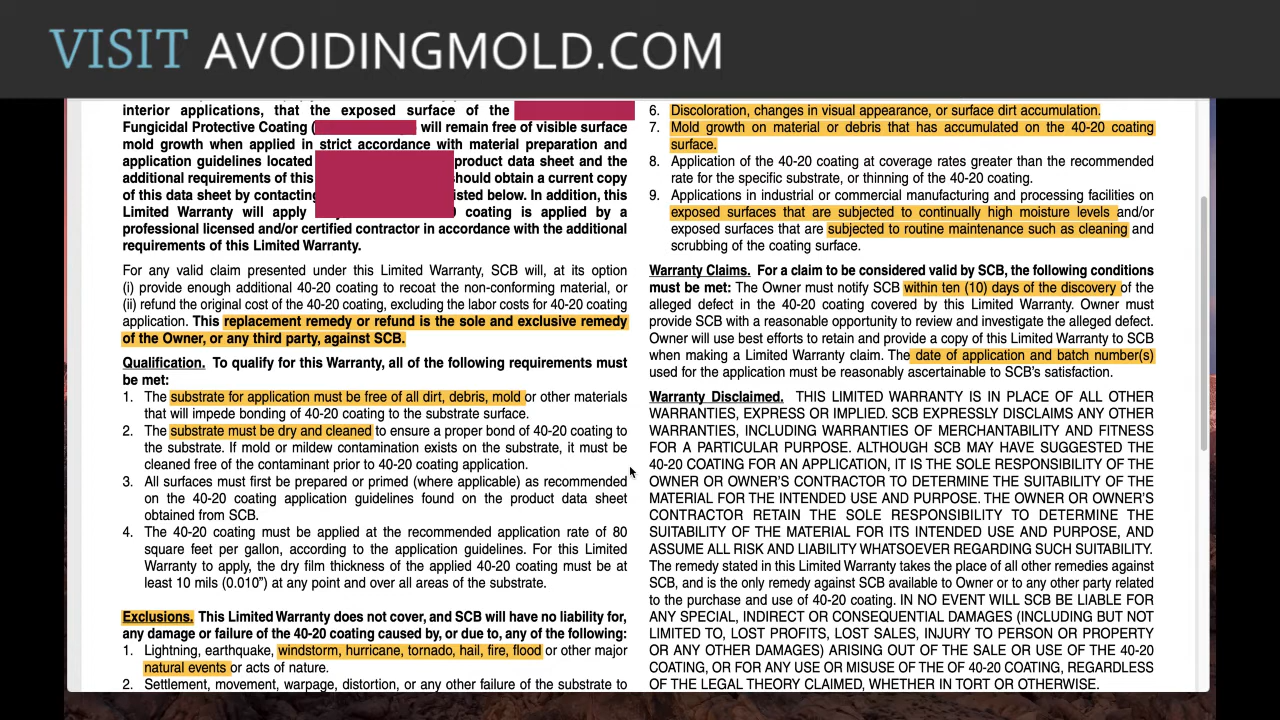 VISIT AVOIDINGMOLD.COM
interior applications, that the exposed surface of the
Fungicidal Protective Coating ( will remain free of visible surface
mold growth when applied in strict accordance with material preparation and
application guidelines located product data sheet and the
additional requirements of this should obtain a current copy
of this data sheet by contacting listed below. In addition, this
Limited Warranty will apply coating is applied by a
professional licensed and/or certified contractor in accordance with the additional
requirements of this Limited Warranty.
For any valid claim presented under this Limited Warranty, SCB will, at its option
(i) provide enough additional 40-20 coating to recoat the non-conforming material, or
(ii) refund the original cost of the 40-20 coating, excluding the labor costs for 40-20 coating
application. This replacement remedy or refund is the sole and exclusive remedy
of the Owner, or any third party, against SCB.
Qualification. To qualify for this Warranty, all of the following requirements must
be met:
1. The substrate for application must be free of all dirt, debris, mold or other materials
that will impede bonding of 40-20 coating to the substrate surface.
2. The substrate must be dry and cleaned to ensure a proper bond of 40-20 coating to
the substrate. If mold or mildew contamination exists on the substrate, it must be
cleaned free of the contaminant prior to 40-20 coating application.
3. All surfaces must first be prepared or primed (where applicable) as recommended
on the 40-20 coating application guidelines found on the product data sheet
obtained from SCB.
4. The 40-20 coating must be applied at the recommended application rate of 80
square feet per gallon, according to the application guidelines. For this Limited
Warranty to apply, the dry film thickness of the applied 40-20 coating must be at
least 10 mils (0.010”) at any point and over all areas of the substrate.
Exclusions. This Limited Warranty does not cover, and SCB will have no liability for,
any damage or failure of the 40-20 coating caused by, or due to, any of the following:
1. Lightning, earthquake, windstorm, hurricane, tornado, hail, fire, flood or other major
natural events or acts of nature.
2. Settlement, movement, warpage, distortion, or any other failure of the substrate to
6. Discoloration, changes in visual appearance, or surface dirt accumulation.
7. Mold growth on material or debris that has accumulated on the 40-20 coating
surface.
8. Application of the 40-20 coating at coverage rates greater than the recommended
rate for the specific substrate, or thinning of the 40-20 coating.
9. Applications in industrial or commercial manufacturing and processing facilities on
exposed surfaces that are subjected to continually high moisture levels and/or
exposed surfaces that are subjected to routine maintenance such as cleaning and
scrubbing of the coating surface.
Warranty Claims. For a claim to be considered valid by SCB, the following conditions
must be met: The Owner must notify SCB within ten (10) days of the discovery of the
alleged defect in the 40-20 coating covered by this Limited Warranty. Owner must
provide SCB with a reasonable opportunity to review and investigate the alleged defect.
Owner will use best efforts to retain and provide a copy of this Limited Warranty to SCB
when making a Limited Warranty claim. The date of application and batch number(s)
used for the application must be reasonably ascertainable to SCB’s satisfaction.
Warranty Disclaimed. THIS LIMITED WARRANTY IS IN PLACE OF ALL OTHER
WARRANTIES, EXPRESS OR IMPLIED. SCB EXPRESSLY DISCLAIMS ANY OTHER
WARRANTIES, INCLUDING WARRANTIES OF MERCHANTABILITY AND FITNESS
FOR A PARTICULAR PURPOSE. ALTHOUGH SCB MAY HAVE SUGGESTED THE
40-20 COATING FOR AN APPLICATION, IT IS THE SOLE RESPONSIBILITY OF THE
OWNER OR OWNER’S CONTRACTOR TO DETERMINE THE SUITABILITY OF THE
MATERIAL FOR THE INTENDED USE AND PURPOSE. THE OWNER OR OWNER’S
CONTRACTOR RETAIN THE SOLE RESPONSIBILITY TO DETERMINE THE
SUITABILITY OF THE MATERIAL FOR ITS INTENDED USE AND PURPOSE, AND
ASSUME ALL RISK AND LIABILITY WHATSOEVER REGARDING SUCH SUITABILITY.
The remedy stated in this Limited Warranty takes the place of all other remedies against
SCB, and is the only remedy against SCB available to Owner or to any other party related
to the purchase and use of 40-20 coating. IN NO EVENT WILL SCB BE LIABLE FOR
ANY SPECIAL, INDIRECT OR CONSEQUENTIAL DAMAGES (INCLUDING BUT NOT
LIMITED TO, LOST PROFITS, LOST SALES, INJURY TO PERSON OR PROPERTY
OR ANY OTHER DAMAGES) ARISING OUT OF THE SALE OR USE OF THE 40-20
COATING, OR FOR ANY USE OR MISUSE OF THE OF 40-20 COATING, REGARDLESS
OF THE LEGAL THEORY CLAIMED, WHETHER IN TORT OR OTHERWISE.